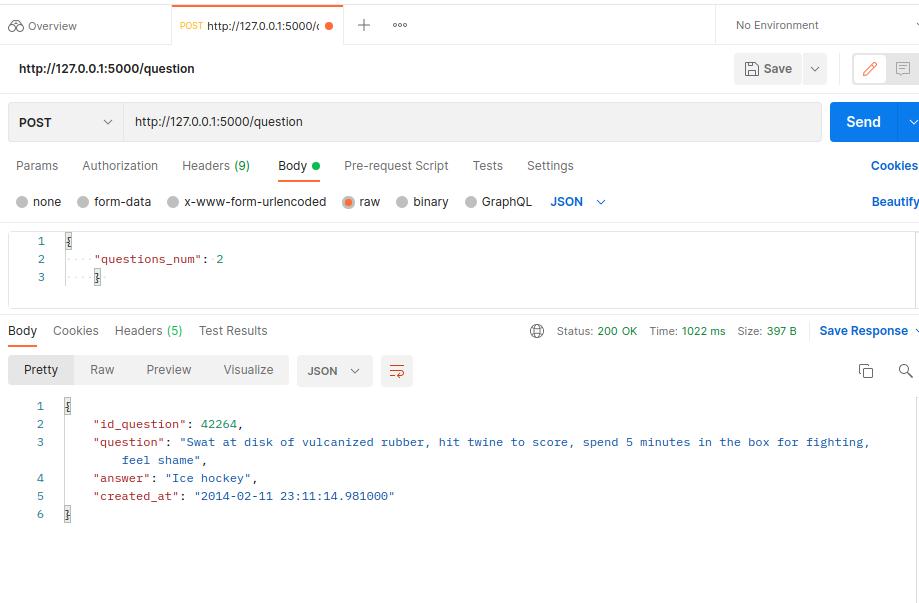 Overview
POST http://127.0.0.1:5000/c
No Environment
http://127.0.0.1:5000/question
Save
POST http://127.0.0.1:5000/question Send
Params Authorization Headers (9) Body Pre-request Script Tests Settings Cookies
none form-data x-www-form-urlencoded raw binary GraphQL JSON Beautify
1 {
2 "questions_num": 2
3 }
Body Cookies Headers (5) Test Results Status: 200 OK Time: 1022 ms Size: 397 B Save Response
Pretty Raw Preview Visualize JSON
1 {
2 "id_question": 42264,
3 "question": "Swat at disk of vulcanized rubber, hit twine to score, spend 5 minutes in the box for fighting,
feel shame",
4 "answer": "Ice hockey",
5 "created_at": "2014-02-11 23:11:14.981000"
6 }